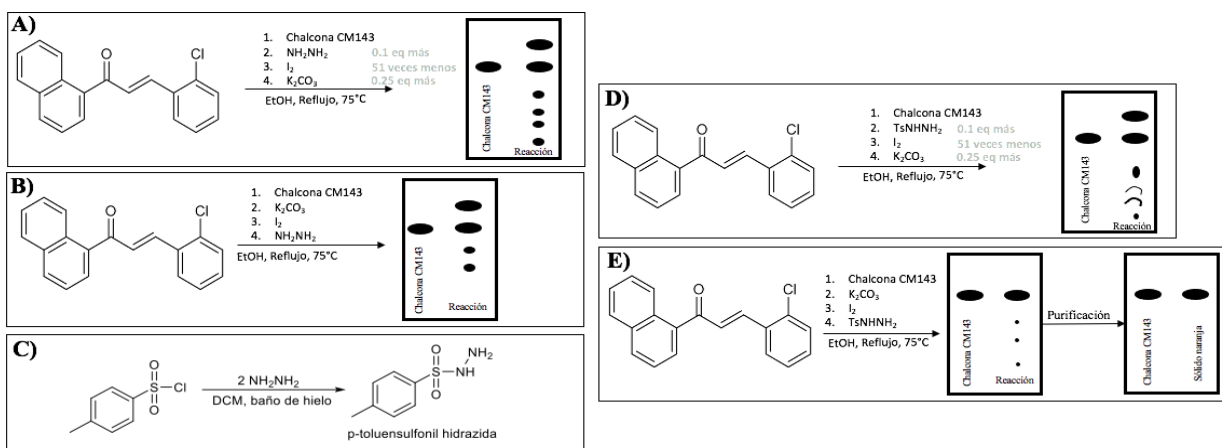 A)
O
Cl
1. Chalcona CM143
2. NH2NH2 0.1 eq más
3. I2 51 veces menos
4. K2CO3 0.25 eq más
EtOH, Reflujo, 75°C
Chalcona CM143
Reacción
B)
O
Cl
1. Chalcona CM143
2. K2CO3
3. I2
4. NH2NH2
EtOH, Reflujo, 75°C
Chalcona CM143
Reacción
C)
O
S
Cl
O
2 NH2NH2
DCM, baño de hielo
NH2
O
NH
S
O
p-toluensulfonil hidrazida
D)
O
Cl
1. Chalcona CM143
2. TsNHNH2 0.1 eq más
3. I2 51 veces menos
4. K2CO3 0.25 eq más
EtOH, Reflujo, 75°C
Chalcona CM143
Reacción
E)
O
Cl
1. Chalcona CM143
2. K2CO3
3. I2
4. TsNHNH2
EtOH, Reflujo, 75°C
Chalcona CM143
Reacción
Purificación
Chalcona CM143
Sólido naranja